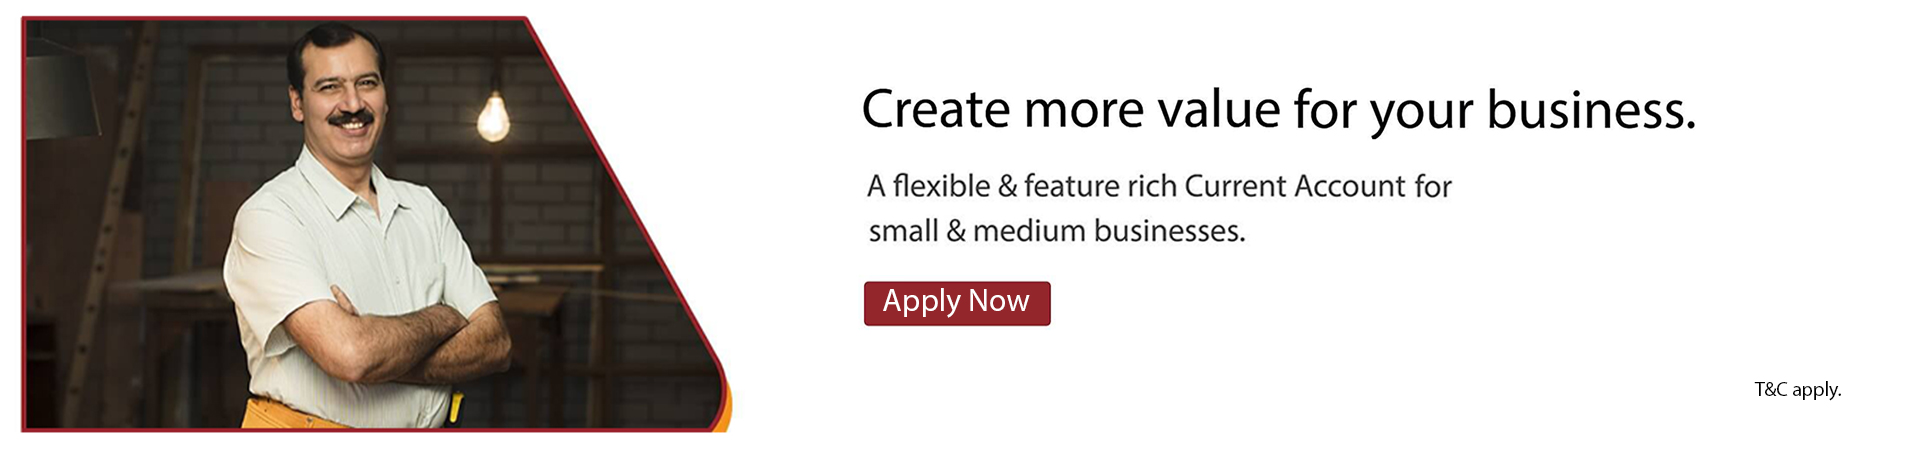 Create more value for your business.
A flexible & feature rich Current Account for
small & medium businesses.
Apply Now
T&C apply.